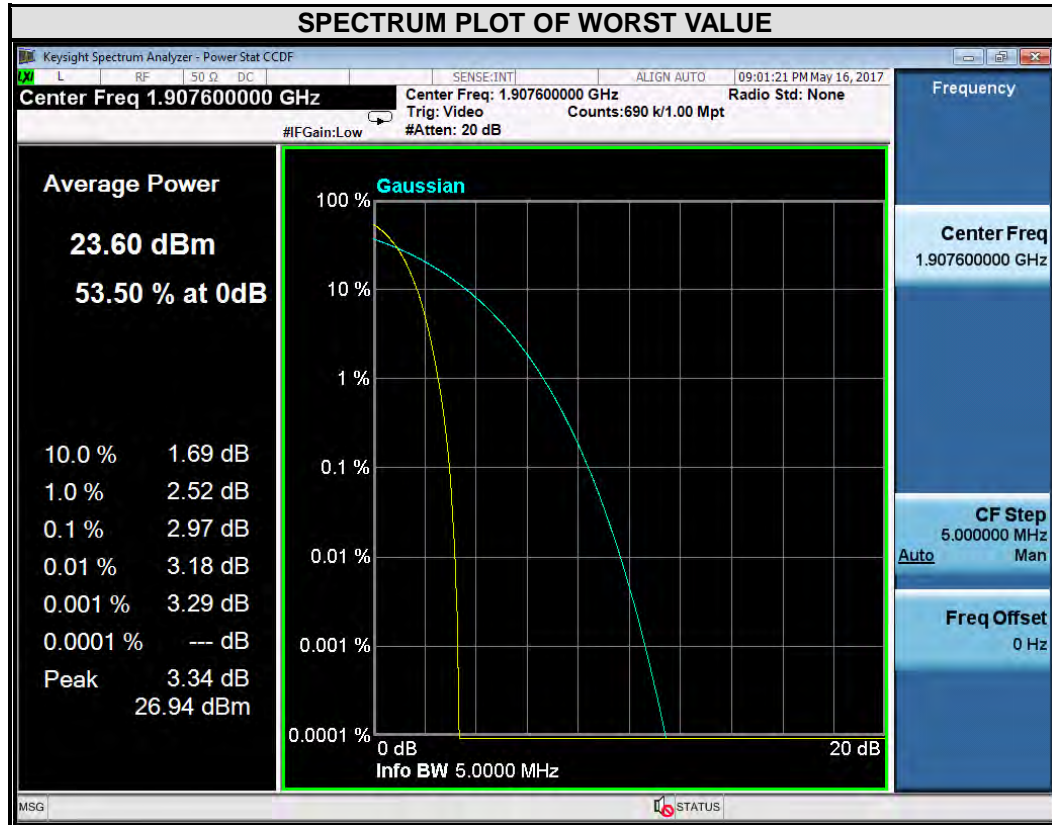 SPECTRUM PLOT OF WORST VALUE
Keysight Spectrum Analyzer - Power Stat CCDF
LXI L RF 50 Ω DC SENSE:INT ALIGN AUTO 09:01:21 PM May 16, 2017
Center Freq 1.907600000 GHz
Center Freq: 1.907600000 GHz Radio Std: None
Trig: Video Counts:690 k/1.00 Mpt
#IFGain:Low #Atten: 20 dB
Frequency
Average Power
23.60 dBm
53.50 % at 0dB
10.0 % 1.69 dB
1.0 % 2.52 dB
0.1 % 2.97 dB
0.01 % 3.18 dB
0.001 % 3.29 dB
0.0001 % --- dB
Peak 3.34 dB
26.94 dBm
Gaussian
100 %
10 %
1 %
0.1 %
0.01 %
0.001 %
0.0001 %
0 dB 20 dB
Info BW 5.0000 MHz
Center Freq
1.907600000 GHz
CF Step
5.000000 MHz
Auto Man
Freq Offset
0 Hz
MSG STATUS